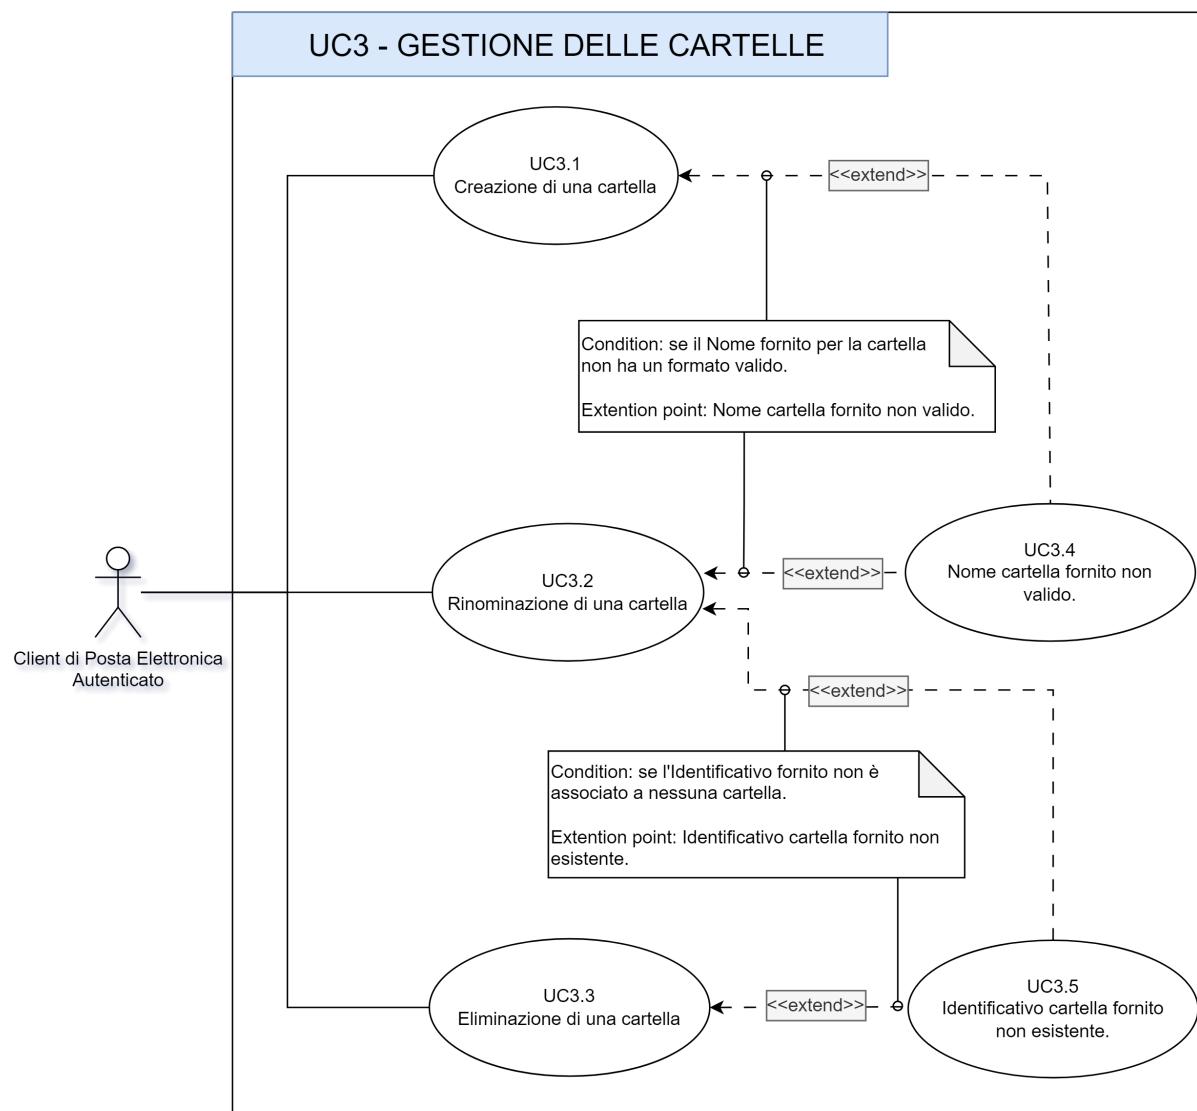 UC3 - GESTIONE DELLE CARTELLE
UC3.1
Creazione di una cartella
<<extend>>
Condition: se il Nome fornito per la cartella
non ha un formato valido.
Extention point: Nome cartella fornito non valido.
UC3.4
Nome cartella fornito non
valido.
<<extend>>
UC3.2
Rinominazione di una cartella
Client di Posta Elettronica
Autenticato
<<extend>>
Condition: se l'Identificativo fornito non è
associato a nessuna cartella.
Extention point: Identificativo cartella fornito non
esistente.
UC3.3
Eliminazione di una cartella
<<extend>>
UC3.5
Identificativo cartella fornito
non esistente.